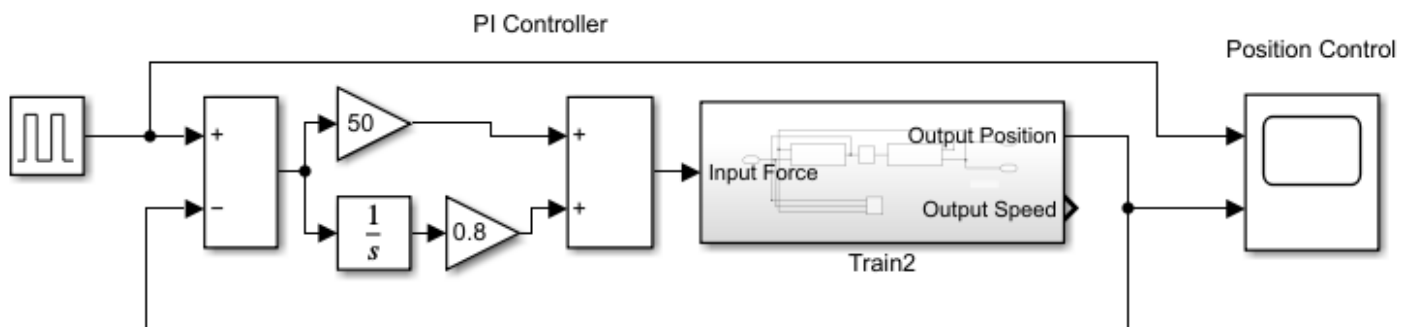 PI Controller
Position Control
+
−
50
1
s
0.8
+
+
Input Force
Output Position
Output Speed
Train2